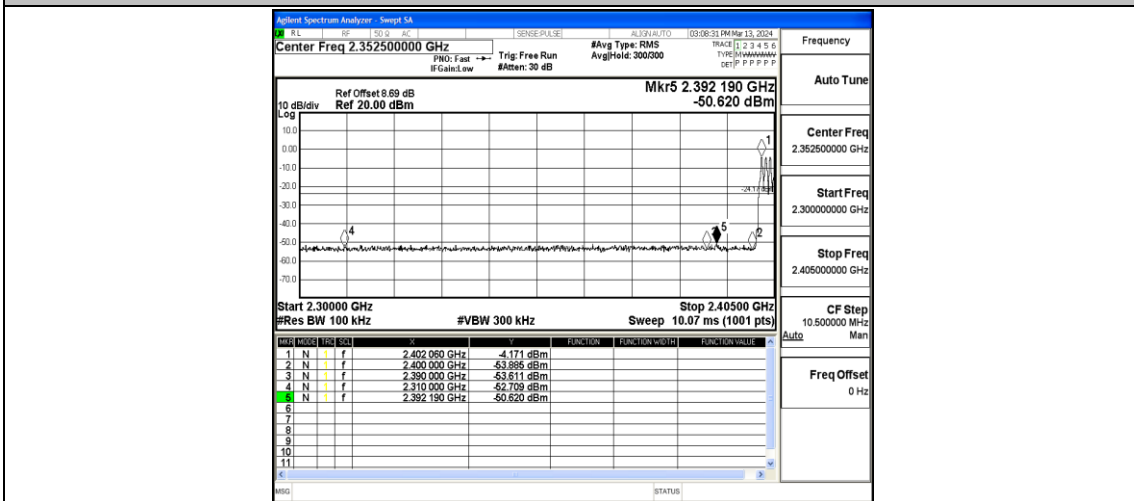 Agilent Spectrum Analyzer - Swept SA
RL RF 50 Ω AC SENSE:PULSE ALIGNAUTO 03:08:31 PM Mar 13, 2024
Center Freq 2.352500000 GHz
PNO: Fast
IFGain:Low
Trig: Free Run
#Atten: 30 dB
#Avg Type: RMS
Avg|Hold: 300/300
TRACE 1 2 3 4 5 6
TYPE MWWWWW
DET P P P P P P
Frequency
Auto Tune
Center Freq
2.352500000 GHz
Start Freq
2.300000000 GHz
Stop Freq
2.405000000 GHz
CF Step
10.500000 MHz
Auto Man
Freq Offset
0 Hz
Mkr5 2.392 190 GHz
-50.620 dBm
Ref Offset 8.69 dB
10 dB/div Ref 20.00 dBm
Log
10.0
0.00
-10.0
-20.0
-30.0
-40.0
-50.0
-60.0
-70.0
1
-24.17 dBm
4
5
2
Start 2.30000 GHz Stop 2.40500 GHz
#Res BW 100 kHz #VBW 300 kHz Sweep 10.07 ms (1001 pts)
MKR MODE TRC SCL X Y FUNCTION FUNCTION WIDTH FUNCTION VALUE
1 N 1 f 2.402 060 GHz -4.171 dBm
2 N 1 f 2.400 000 GHz -53.885 dBm
3 N 1 f 2.390 000 GHz -53.611 dBm
4 N 1 f 2.310 000 GHz -52.709 dBm
5 N 1 f 2.392 190 GHz -50.620 dBm
6
7
8
9
10
11
MSG STATUS